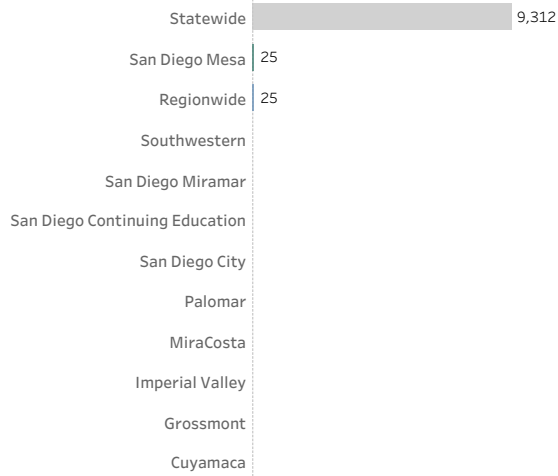 Statewide 9,312
San Diego Mesa 25
Regionwide 25
Southwestern
San Diego Miramar
San Diego Continuing Education
San Diego City
Palomar
MiraCosta
Imperial Valley
Grossmont
Cuyamaca